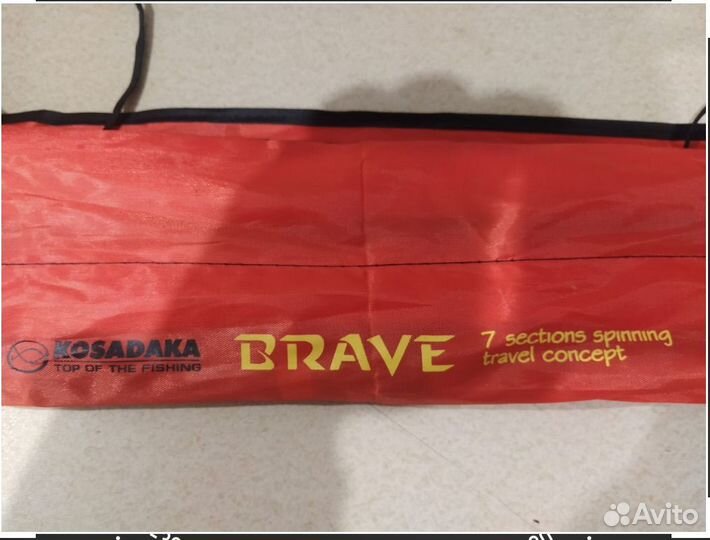 KOSADAKA
TOP OF THE FISHING
BRAVE
7 sections spinning
travel concept
Avito